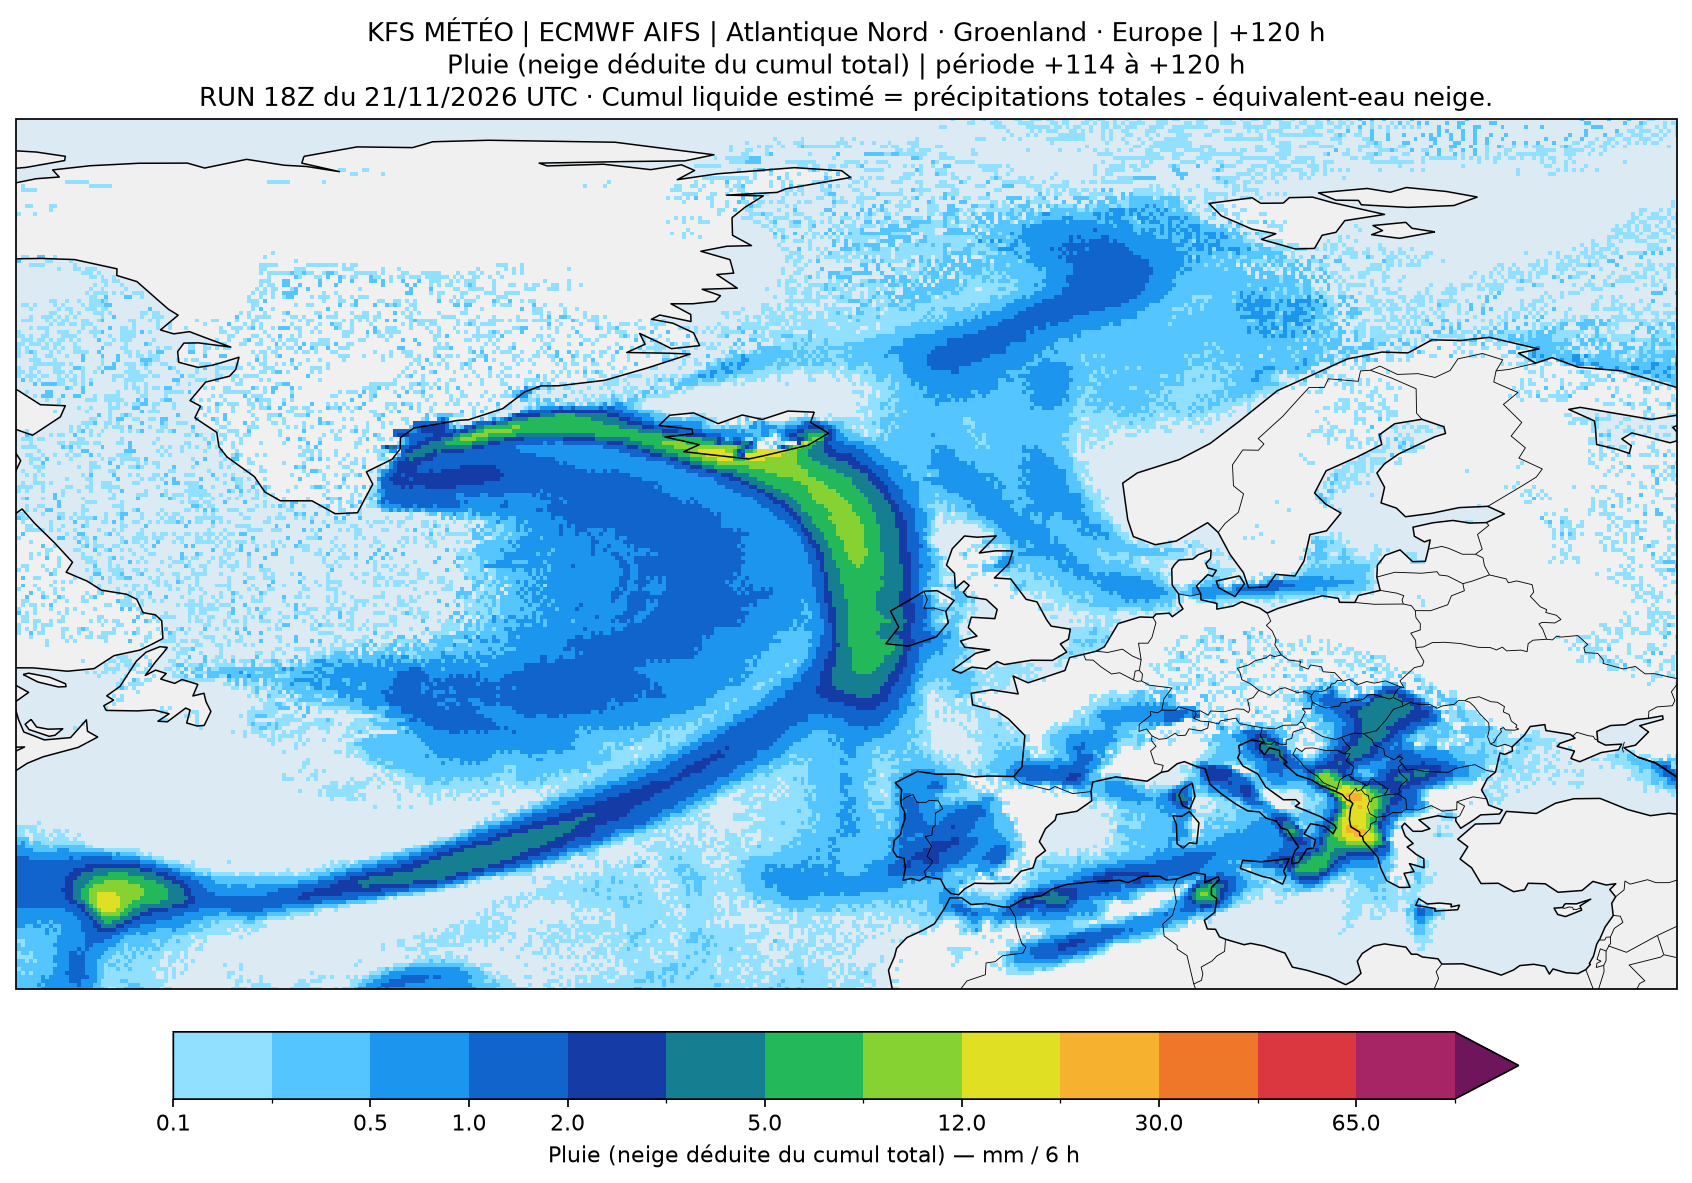 KFS MÉTÉO | ECMWF AIFS | Atlantique Nord · Groenland · Europe | +120 h
Pluie (neige déduite du cumul total) | période +114 à +120 h
RUN 18Z du 21/11/2026 UTC · Cumul liquide estimé = précipitations totales - équivalent-eau neige.
0.1 0.5 1.0 2.0 5.0 12.0 30.0 65.0
Pluie (neige déduite du cumul total) — mm / 6 h